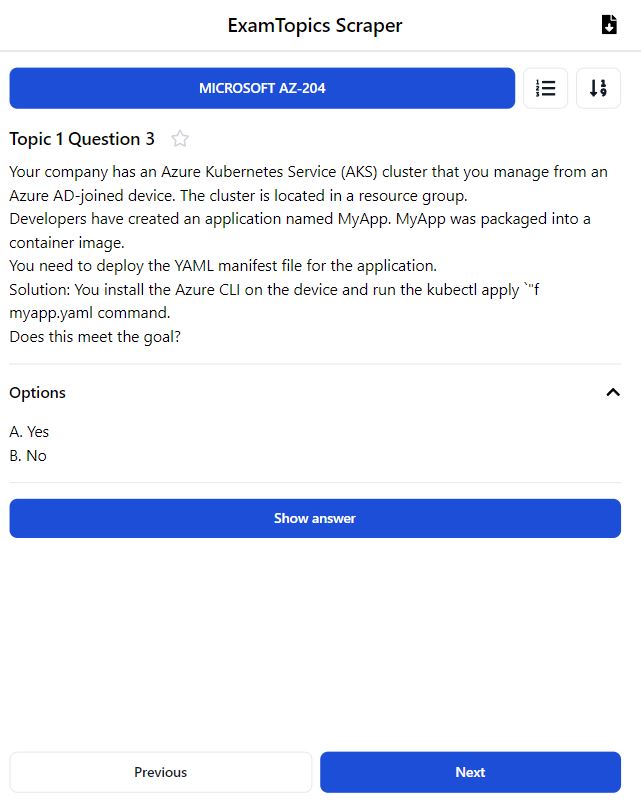 ExamTopics Scraper
MICROSOFT AZ-204
Topic 1 Question 3
Your company has an Azure Kubernetes Service (AKS) cluster that you manage from an
Azure AD-joined device. The cluster is located in a resource group.
Developers have created an application named MyApp. MyApp was packaged into a
container image.
You need to deploy the YAML manifest file for the application.
Solution: You install the Azure CLI on the device and run the kubectl apply `"f
myapp.yaml command.
Does this meet the goal?
Options
A. Yes
B. No
Show answer
Previous
Next